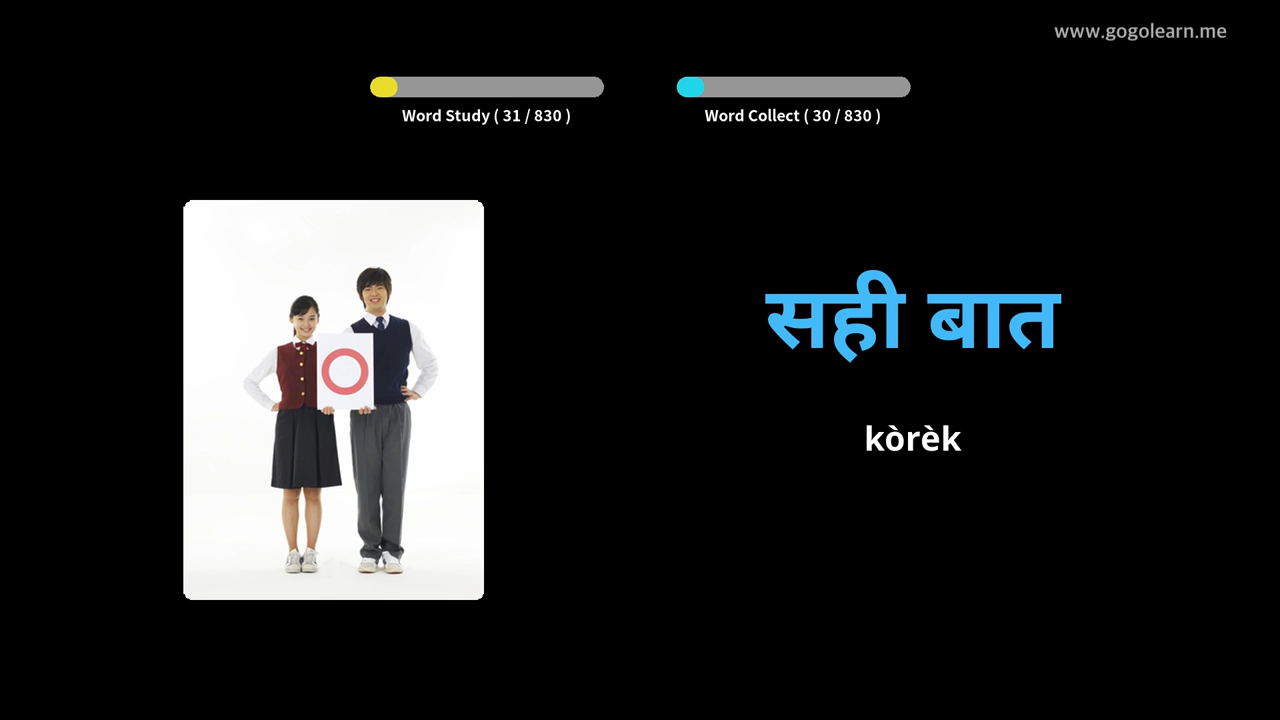 www.gogolearn.me
Word Study ( 31 / 830 )
Word Collect ( 30 / 830 )
सही बात
kòrèk